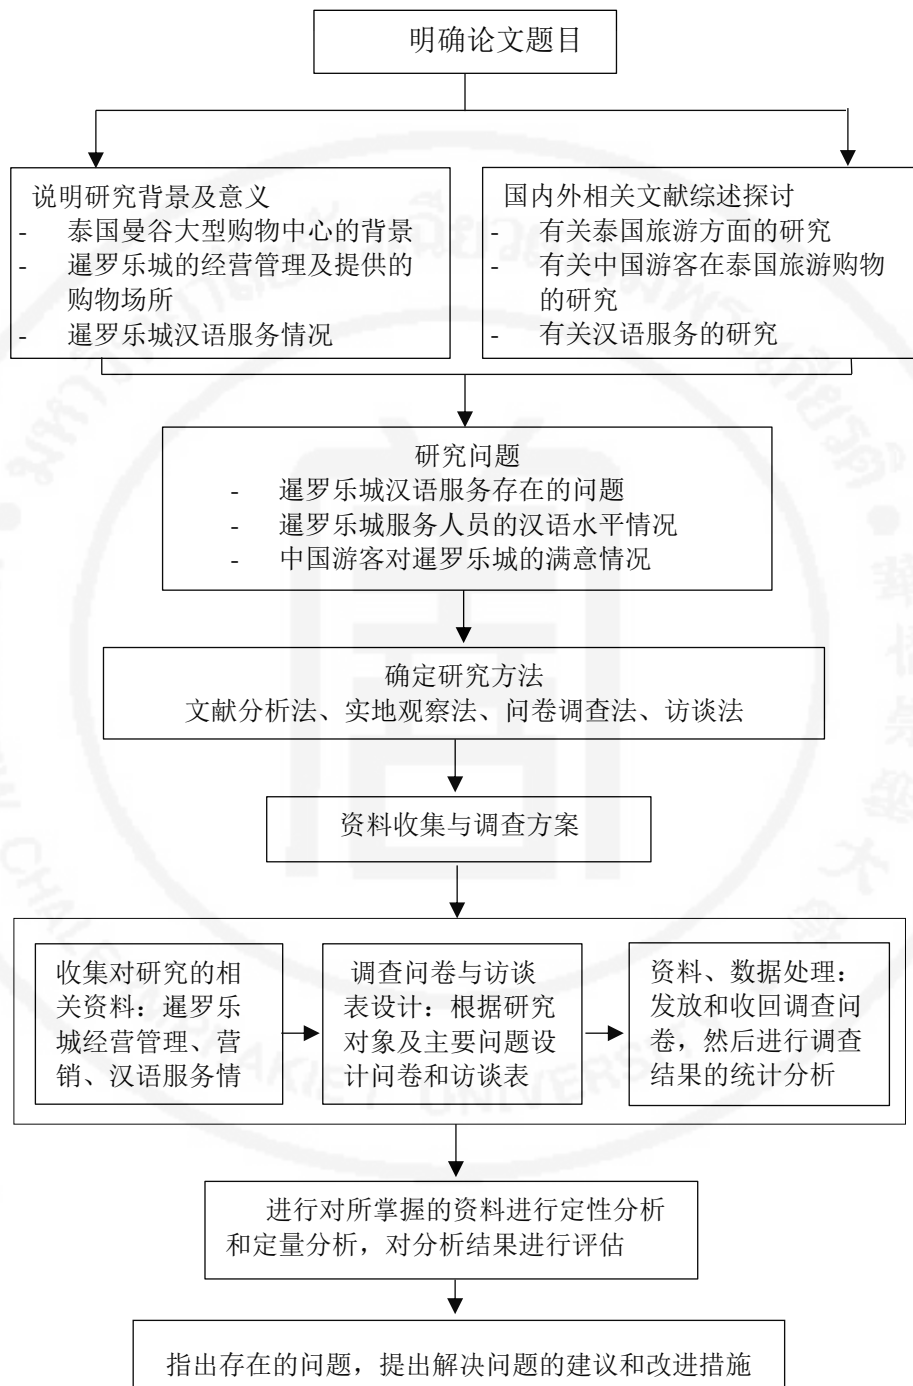 明确论文题目
说明研究背景及意义
- 泰国曼谷大型购物中心的背景
- 暹罗乐城的经营管理及提供的
购物场所
- 暹罗乐城汉语服务情况
国内外相关文献综述探讨
- 有关泰国旅游方面的研究
- 有关中国游客在泰国旅游购物
的研究
- 有关汉语服务的研究
研究问题
- 暹罗乐城汉语服务存在的问题
- 暹罗乐城服务人员的汉语水平情况
- 中国游客对暹罗乐城的满意情况
确定研究方法
文献分析法、实地观察法、问卷调查法、访谈法
资料收集与调查方案
收集对研究的相
关资料：暹罗乐
城经营管理、营
销、汉语服务情
调查问卷与访谈
表设计：根据研究
对象及主要问题设
计问卷和访谈表
资料、数据处理：
发放和收回调查问
卷，然后进行调查
结果的统计分析
进行对所掌握的资料进行定性分析
和定量分析，对分析结果进行评估
指出存在的问题，提出解决问题的建议和改进措施